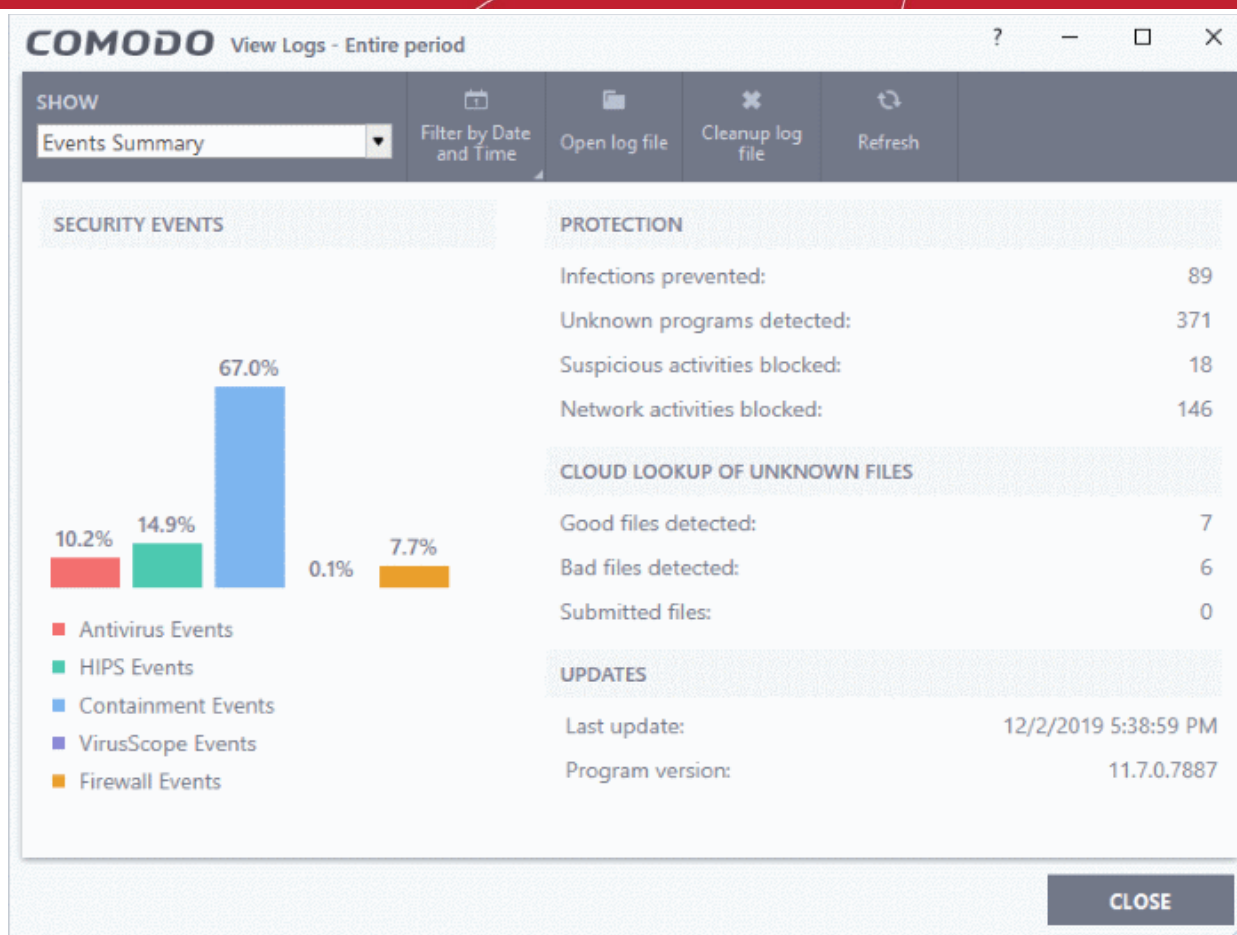 COMODO View Logs - Entire period
?
SHOW
Events Summary
Filter by Date
and Time
Open log file
Cleanup log
file
Refresh
SECURITY EVENTS
10.2%
14.9%
67.0%
0.1%
7.7%
Antivirus Events
HIPS Events
Containment Events
VirusScope Events
Firewall Events
PROTECTION
Infections prevented: 89
Unknown programs detected: 371
Suspicious activities blocked: 18
Network activities blocked: 146
CLOUD LOOKUP OF UNKNOWN FILES
Good files detected: 7
Bad files detected: 6
Submitted files: 0
UPDATES
Last update: 12/2/2019 5:38:59 PM
Program version: 11.7.0.7887
CLOSE